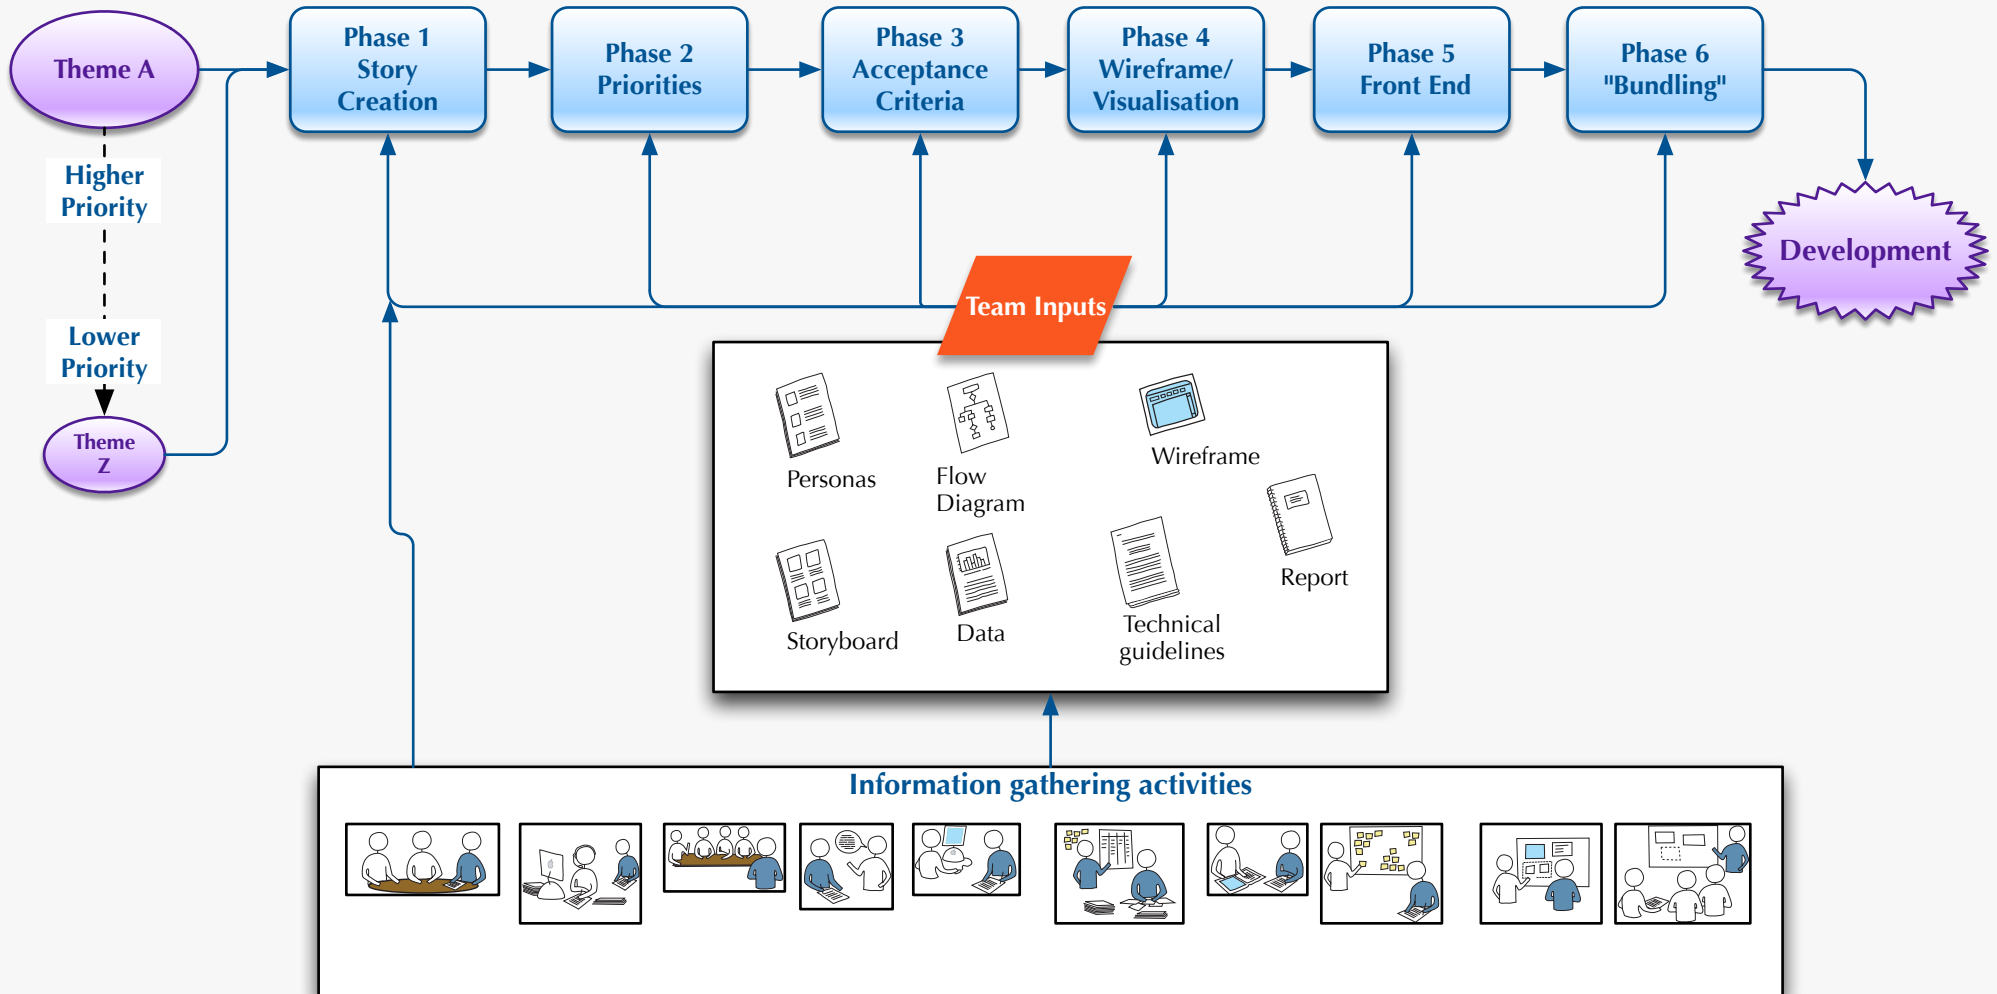 Theme A
Phase 1
Story
Creation
Phase 2
Priorities
Phase 3
Acceptance
Criteria
Phase 4
Wireframe/
Visualisation
Phase 5
Front End
Phase 6
"Bundling"
Higher
Priority
Development
Lower
Priority
Team Inputs
Theme
Z
Personas
Flow
Diagram
Wireframe
Report
Storyboard
Data
Technical
guidelines
Information gathering activities